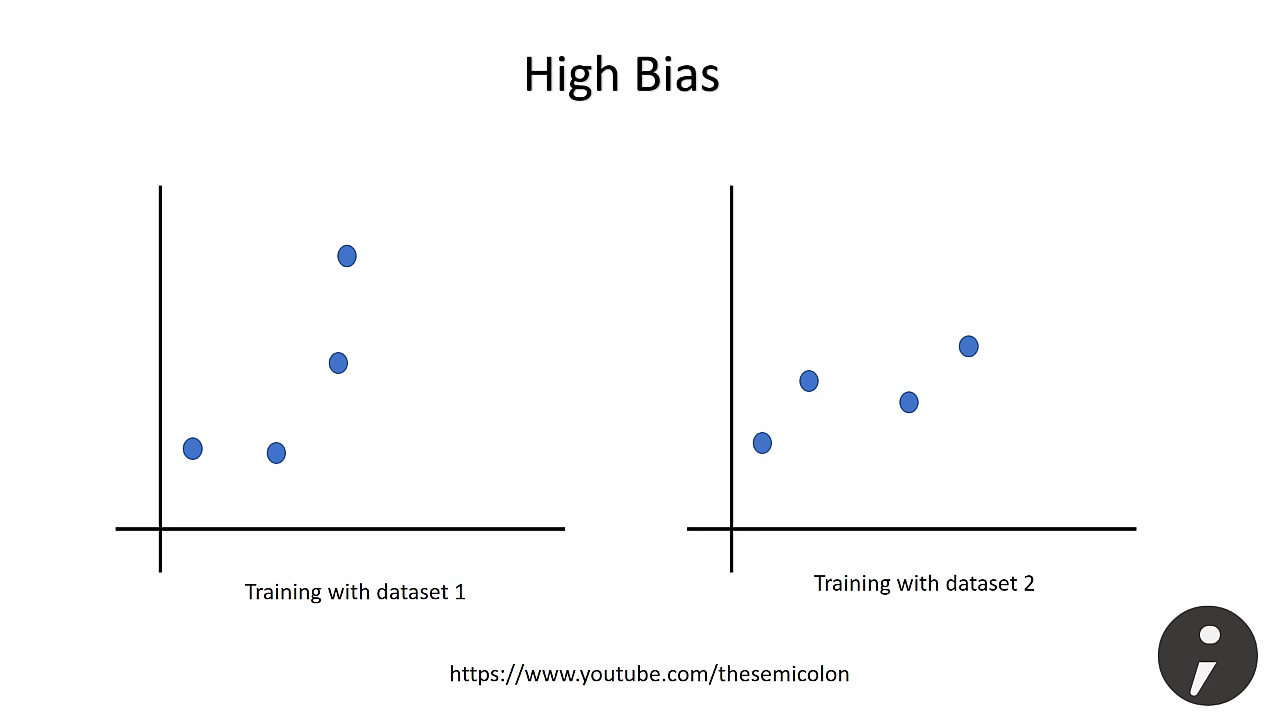 High Bias
Training with dataset 1
Training with dataset 2
https://www.youtube.com/thesemicolon